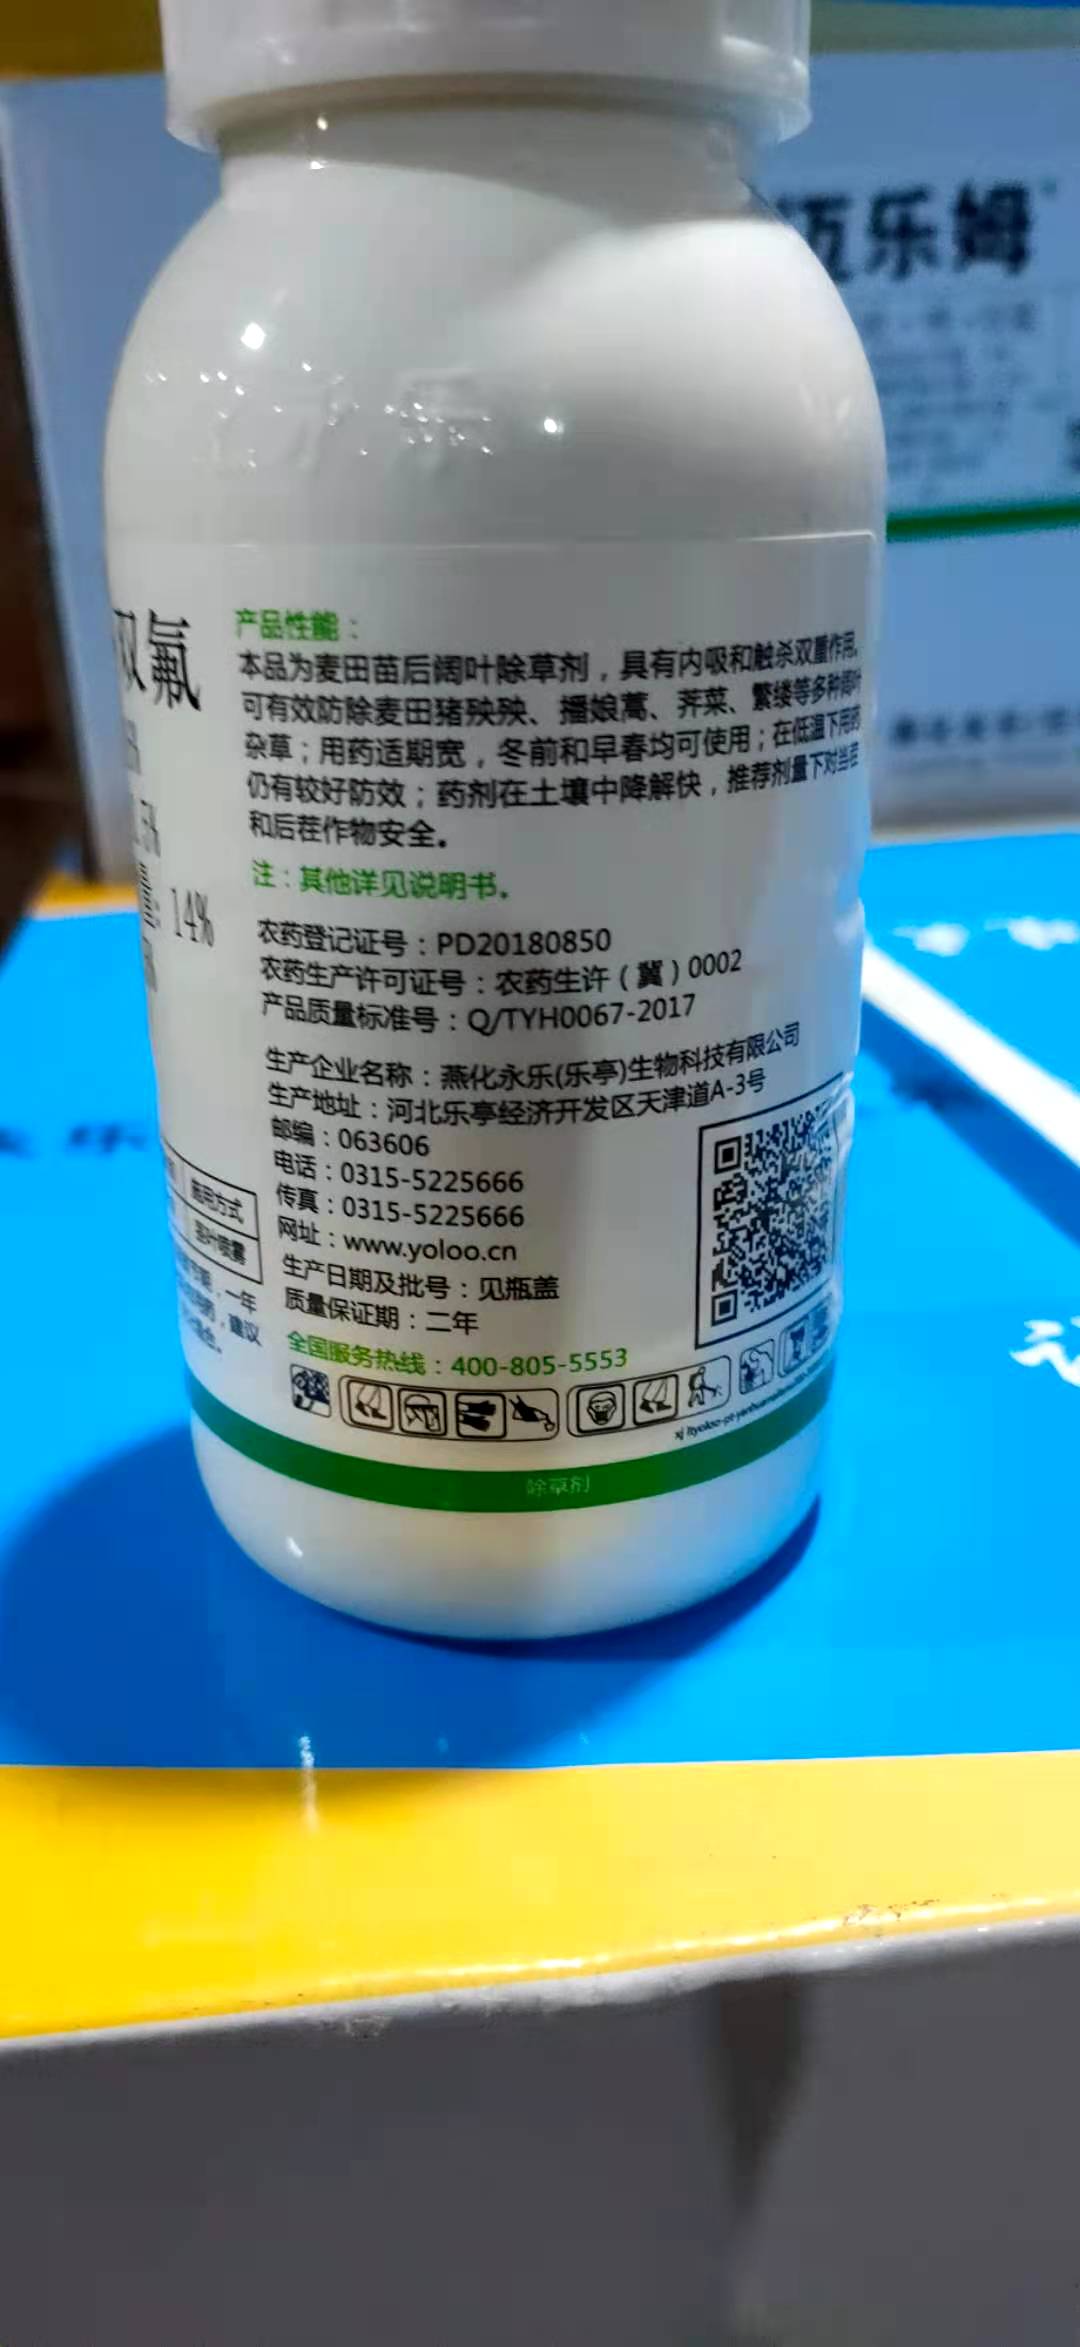 迈乐姆
双氟
14%
产品性能：
本品为麦田苗后阔叶除草剂，具有内吸和触杀双重作用。
可有效防除麦田猪殃殃、播娘蒿、荠菜、繁缕等多种阔叶
杂草；用药适期宽，冬前和早春均可使用；在低温下用药
仍有较好防效；药剂在土壤中降解快，推荐剂量下对当茬
和后茬作物安全。
注：其他详见说明书。
农药登记证号：PD20180850
农药生产许可证号：农药生许（冀）0002
产品质量标准号：Q/TYH0067-2017
生产企业名称：燕化永乐(乐亭)生物科技有限公司
生产地址：河北乐亭经济开发区天津道A-3号
邮编：063606
电话：0315-5225666
传真：0315-5225666
网址：www.yoloo.cn
生产日期及批号：见瓶盖
质量保证期：二年
全国服务热线：400-805-5553
施用方式
茎叶喷雾
一年
建议
除草剂